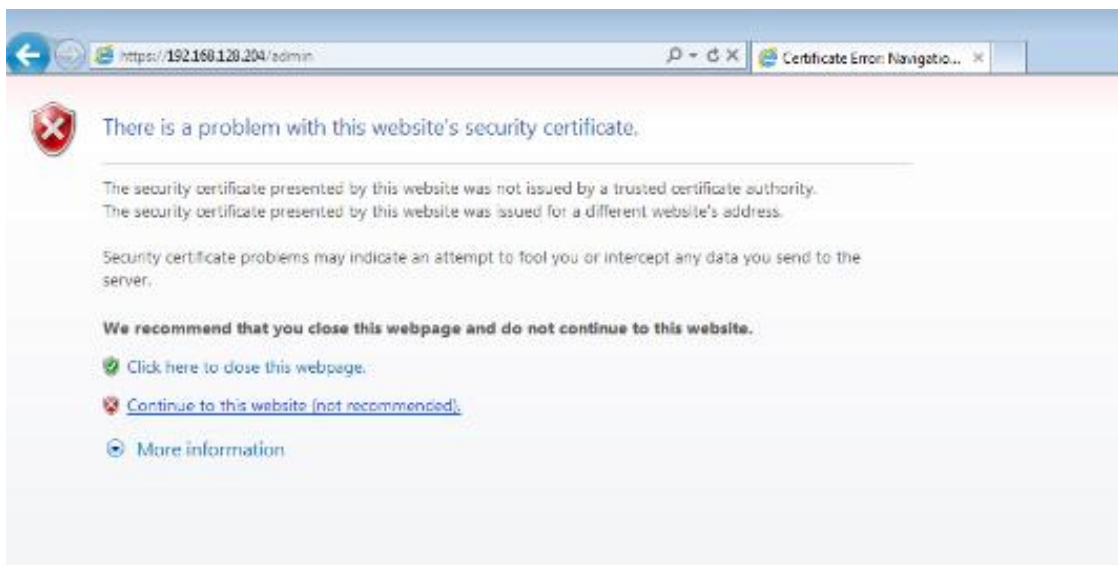 https://192.168.128.204/admin
Certificate Error: Navigatio...
There is a problem with this website's security certificate.
The security certificate presented by this website was not issued by a trusted certificate authority.
The security certificate presented by this website was issued for a different website's address.
Security certificate problems may indicate an attempt to fool you or intercept any data you send to the
server.
We recommend that you close this webpage and do not continue to this website.
Click here to close this webpage.
Continue to this website (not recommended).
More information